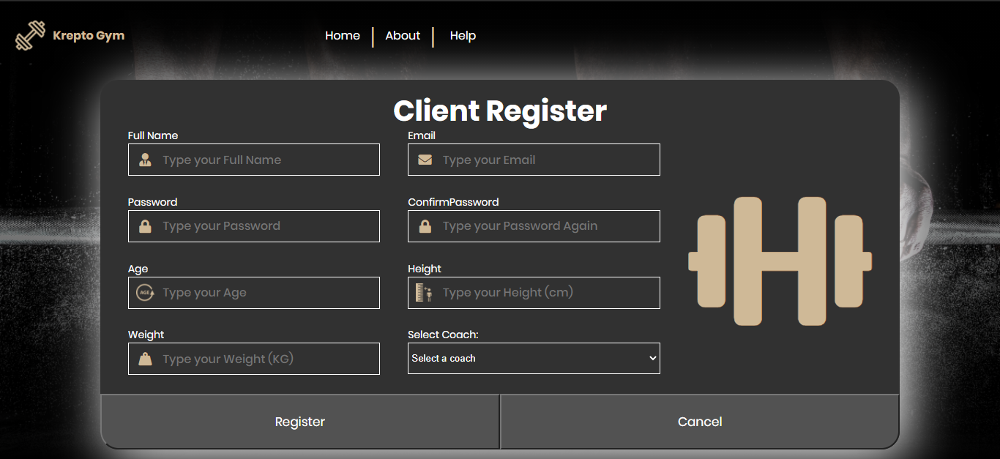 Krepto Gym
Home About Help
Client Register
Full Name Email
Type your Full Name Type your Email
Password ConfirmPassword
Type your Password Type your Password Again
Age Height
AGE Type your Age Type your Height (cm)
Weight Select Coach:
Type your Weight (KG) Select a coach
Register Cancel